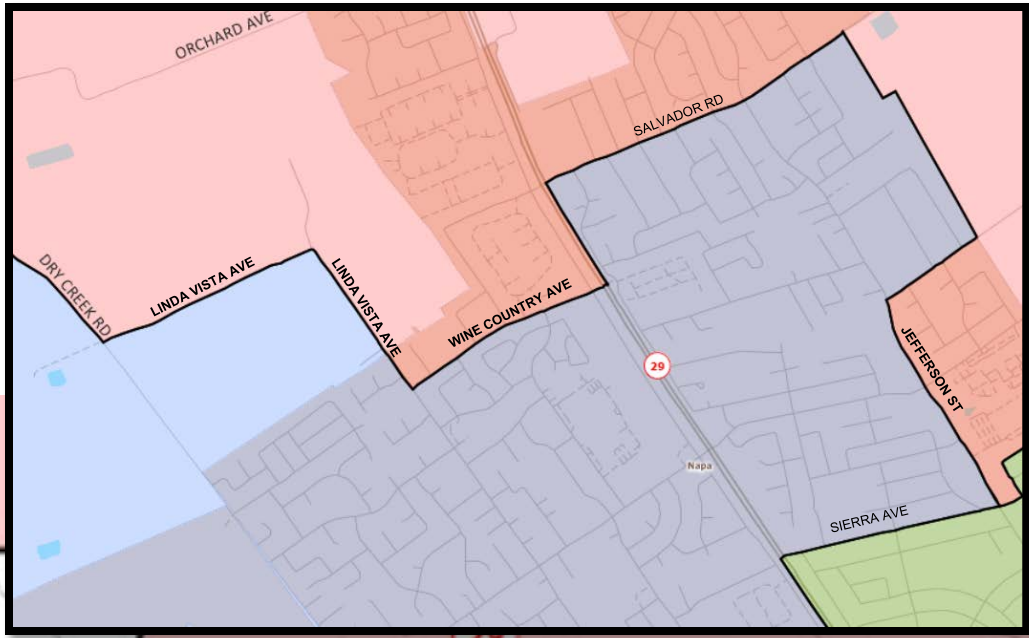 ORCHARD AVE
SALVADOR RD
DRY CREEK RD
LINDA VISTA AVE
LINDA VISTA AVE
WINE COUNTRY AVE
29
JEFFERSON ST
Napa
SIERRA AVE